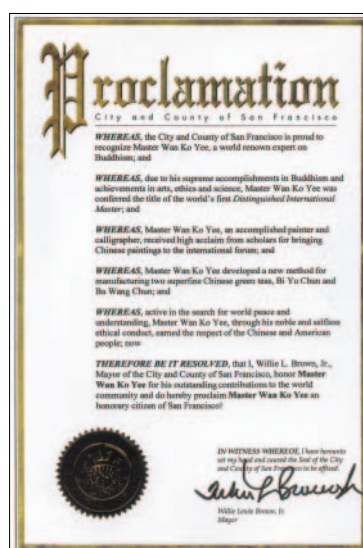 Proclamation
City and County of San Francisco
WHEREAS, the City and County of San Francisco is proud to
recognize Master Wan Ko Yee, a world renown expert on
Buddhism; and
WHEREAS, due to his supreme accomplishments in Buddhism and
achievements in arts, ethics and science, Master Wan Ko Yee was
conferred the title of the world's first Distinguished International
Master; and
WHEREAS, Master Wan Ko Yee, an accomplished painter and
calligrapher, received high acclaim from scholars for bringing
Chinese paintings to the international forum; and
WHEREAS, Master Wan Ko Yee developed a new method for
manufacturing two superfine Chinese green teas, Bi Yu Chun and
Bu Wang Chun; and
WHEREAS, active in the search for world peace and
understanding, Master Wan Ko Yee, through his noble and selfless
ethical conduct, earned the respect of the Chinese and American
people; now
THEREFORE BE IT RESOLVED, that I, Willie L. Brown, Jr.,
Mayor of the City and County of San Francisco, honor Master
Wan Ko Yee for his outstanding contributions to the world
community and do hereby proclaim Master Wan Ko Yee an
honorary citizen of San Francisco!
IN WITNESS WHEREOF, I have hereunto
set my hand and caused the Seal of the City
and County of San Francisco to be affixed.
Willie Lewis Brown, Jr.
Mayor